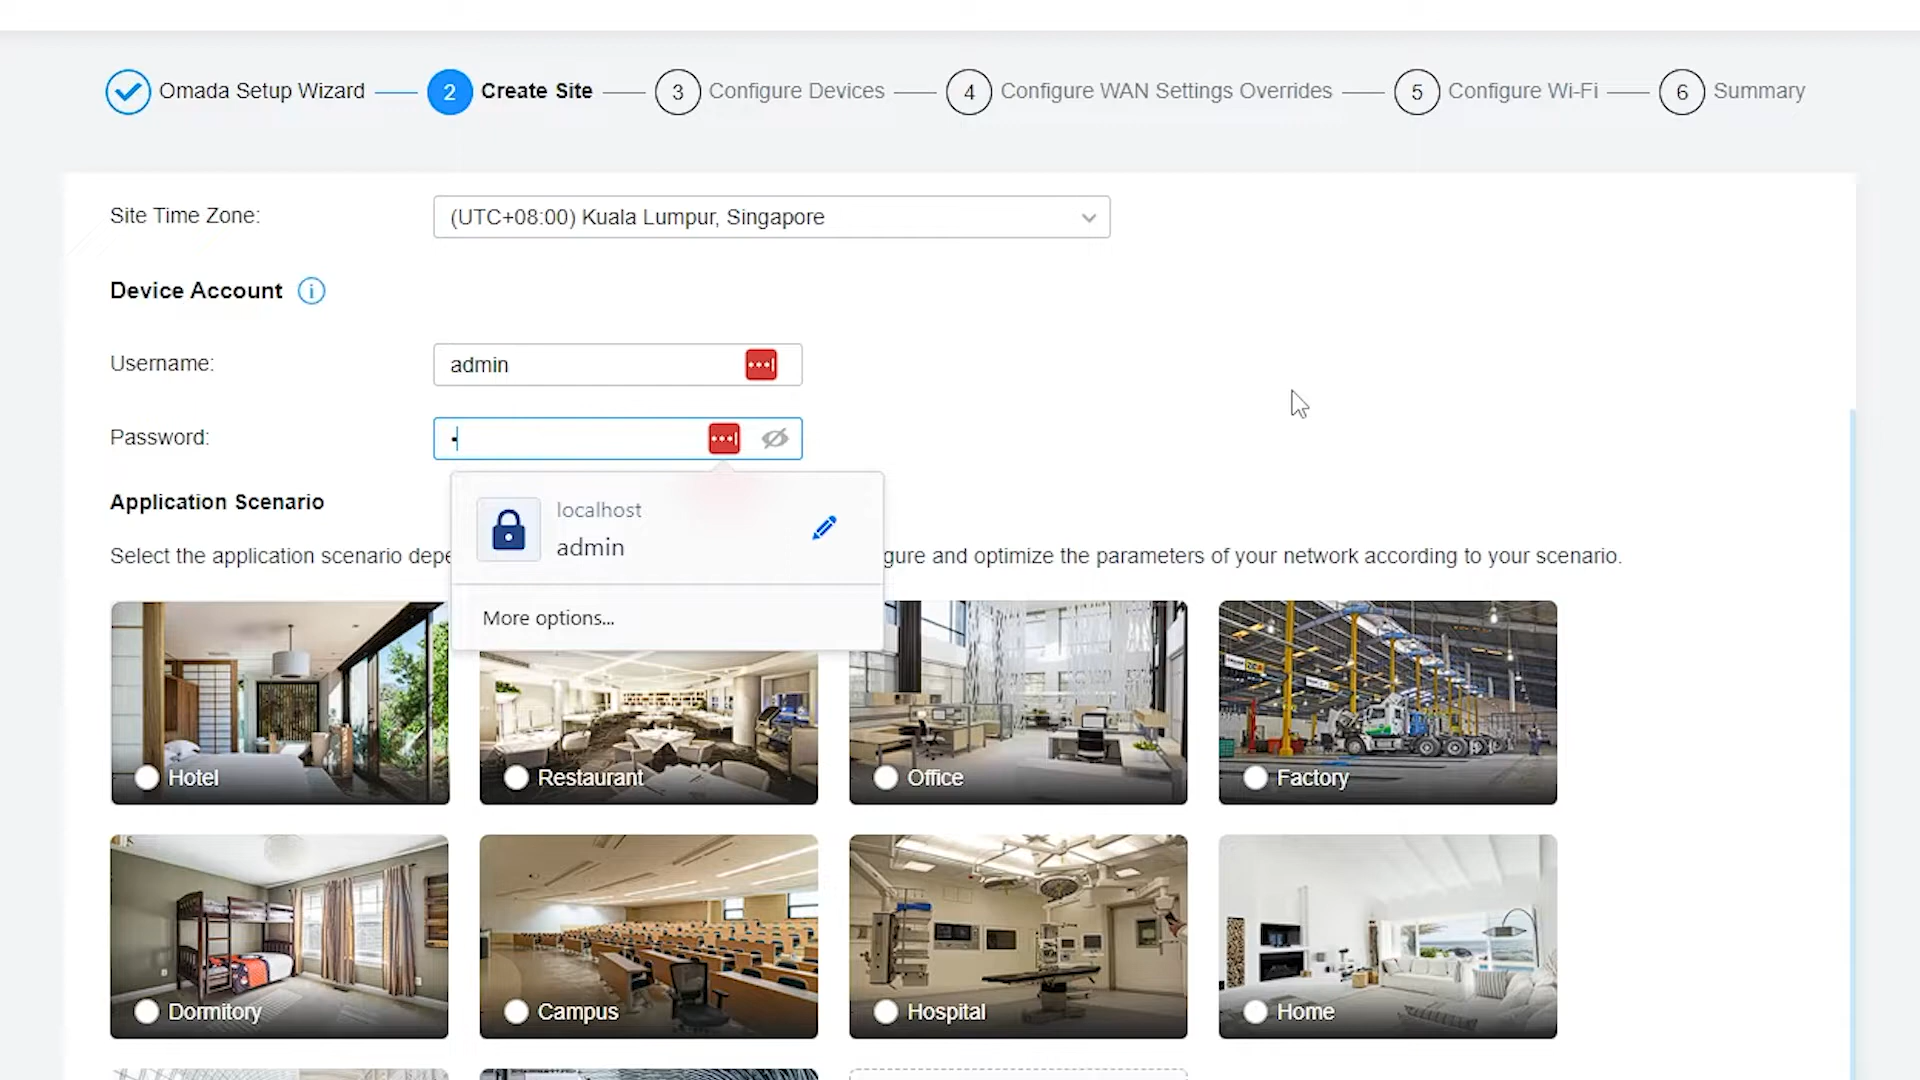 Omada Setup Wizard
2 Create Site
3 Configure Devices
4 Configure WAN Settings Overrides
5 Configure Wi-Fi
6 Summary
Site Time Zone:
(UTC+08:00) Kuala Lumpur, Singapore
Device Account
Username:
admin
Password:
localhost
admin
More options...
Application Scenario
Select the application scenario depe
gure and optimize the parameters of your network according to your scenario.
Hotel
Restaurant
Office
Factory
Dormitory
Campus
Hospital
Home